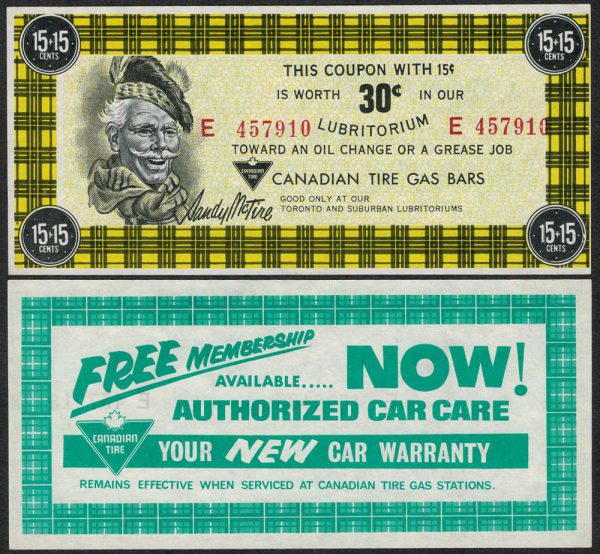 15+15
CENTS
15+15
CENTS
THIS COUPON WITH 15¢
IS WORTH 30¢ IN OUR
E 457910 LUBRITORIUM E 457910
TOWARD AN OIL CHANGE OR A GREASE JOB
CANADIAN
TIRE
CANADIAN TIRE GAS BARS
Sandy McTire
GOOD ONLY AT OUR
TORONTO AND SUBURBAN LUBRITORIUMS
15+15
CENTS
15+15
CENTS
FREE MEMBERSHIP
AVAILABLE..... NOW!
AUTHORIZED CAR CARE
CANADIAN
TIRE
YOUR NEW CAR WARRANTY
REMAINS EFFECTIVE WHEN SERVICED AT CANADIAN TIRE GAS STATIONS.